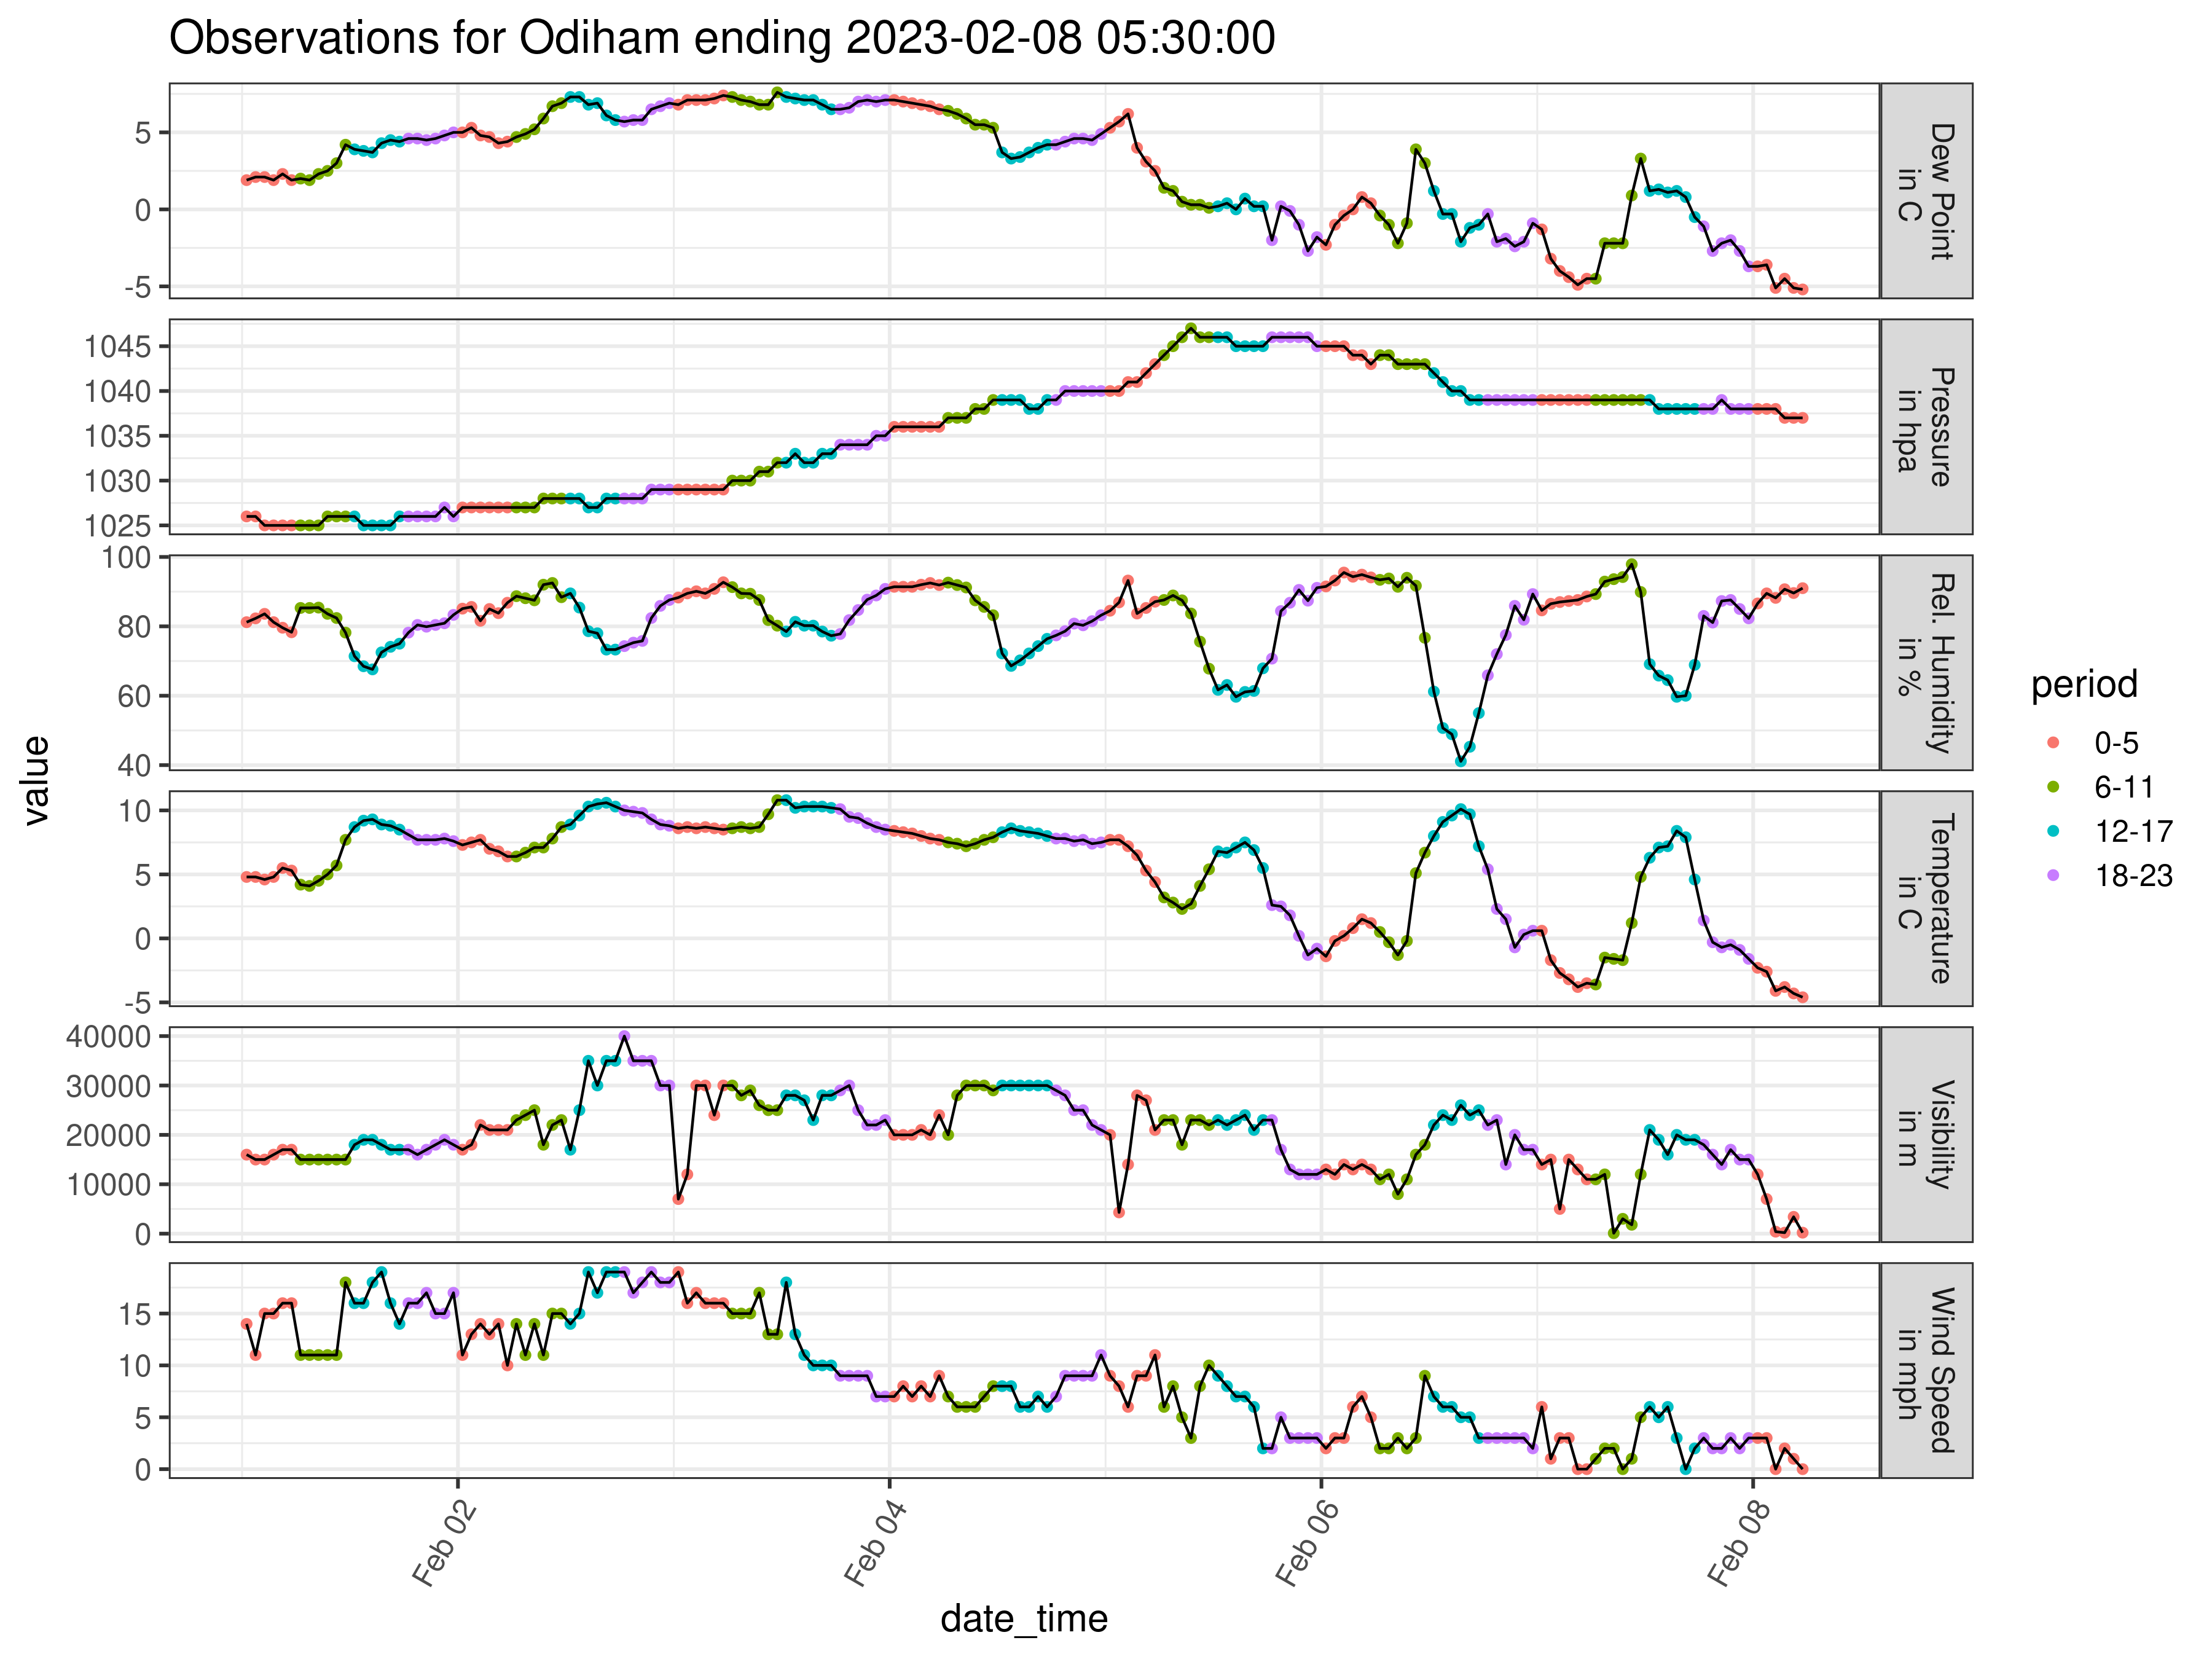 Observations for Odiham ending 2023-02-08 05:30:00
value
5
0
-5
Dew Point
in C
1045
1040
1035
1030
1025
Pressure
in hpa
100
80
60
40
Rel. Humidity
in %
10
5
0
-5
Temperature
in C
40000
30000
20000
10000
0
Visibility
in m
15
10
5
0
Wind Speed
in mph
Feb 02
Feb 04
Feb 06
Feb 08
date_time
period
0-5
6-11
12-17
18-23